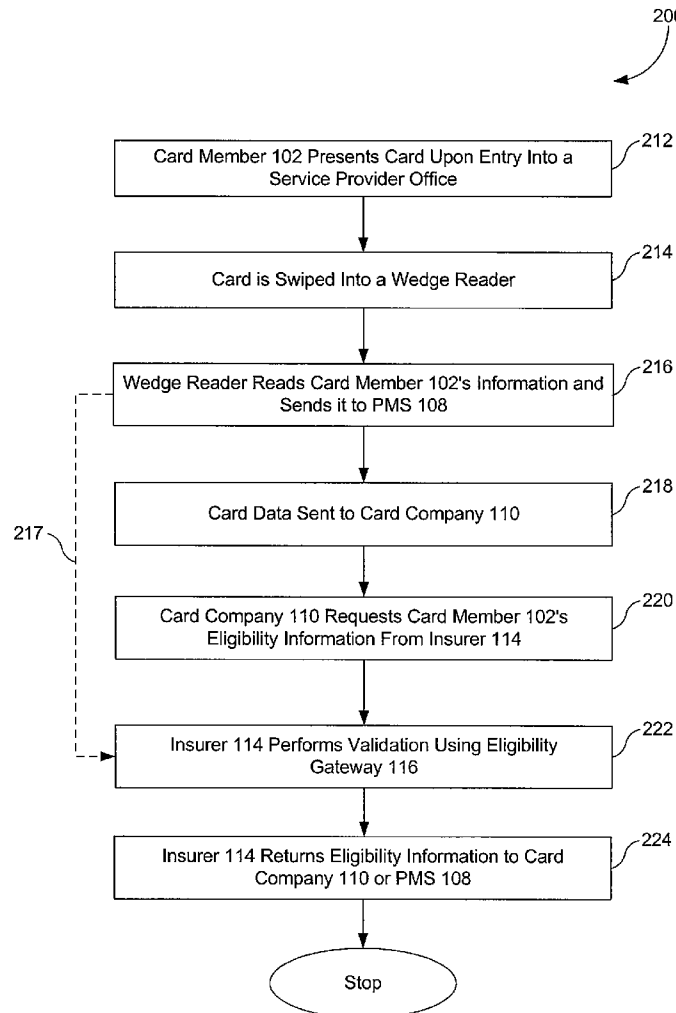 200
212
Card Member 102 Presents Card Upon Entry Into a
Service Provider Office
214
Card is Swiped Into a Wedge Reader
216
Wedge Reader Reads Card Member 102's Information and
Sends it to PMS 108
218
Card Data Sent to Card Company 110
217
220
Card Company 110 Requests Card Member 102's
Eligibility Information From Insurer 114
222
Insurer 114 Performs Validation Using Eligibility
Gateway 116
224
Insurer 114 Returns Eligibility Information to Card
Company 110 or PMS 108
Stop